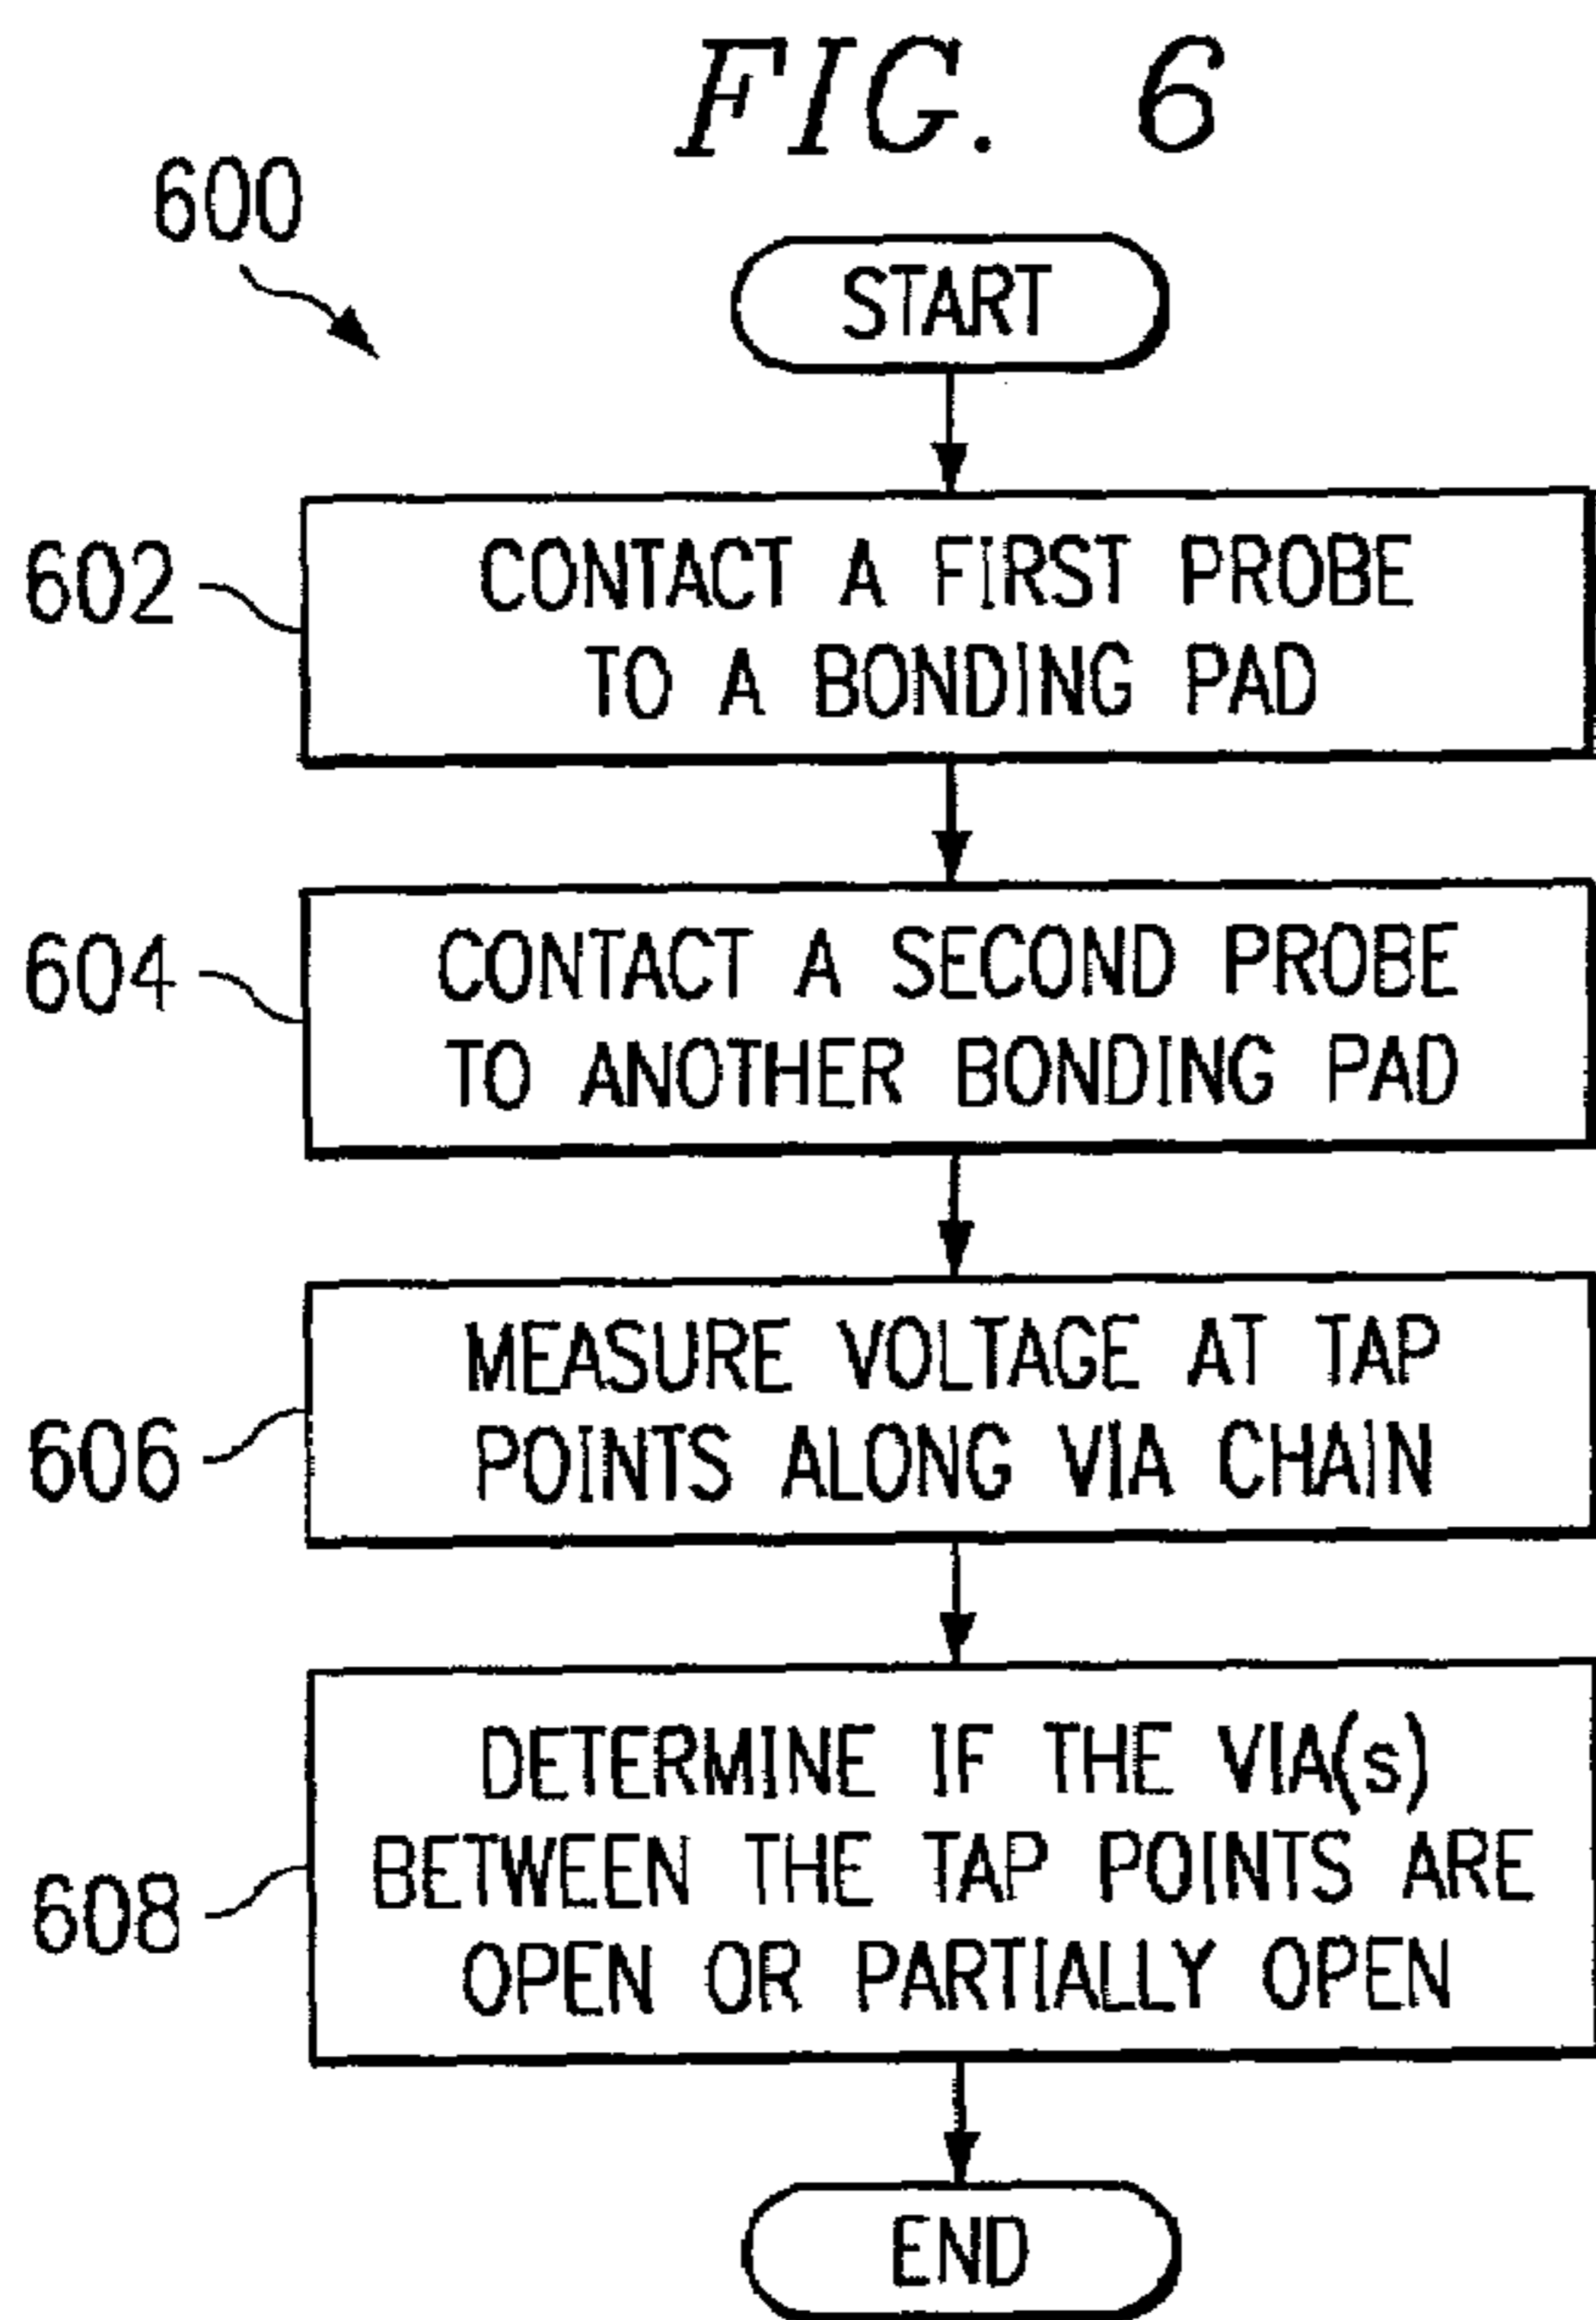 FIG. 6
600
START
602
CONTACT A FIRST PROBE
TO A BONDING PAD
604
CONTACT A SECOND PROBE
TO ANOTHER BONDING PAD
606
MEASURE VOLTAGE AT TAP
POINTS ALONG VIA CHAIN
608
DETERMINE IF THE VIA(s)
BETWEEN THE TAP POINTS ARE
OPEN OR PARTIALLY OPEN
END